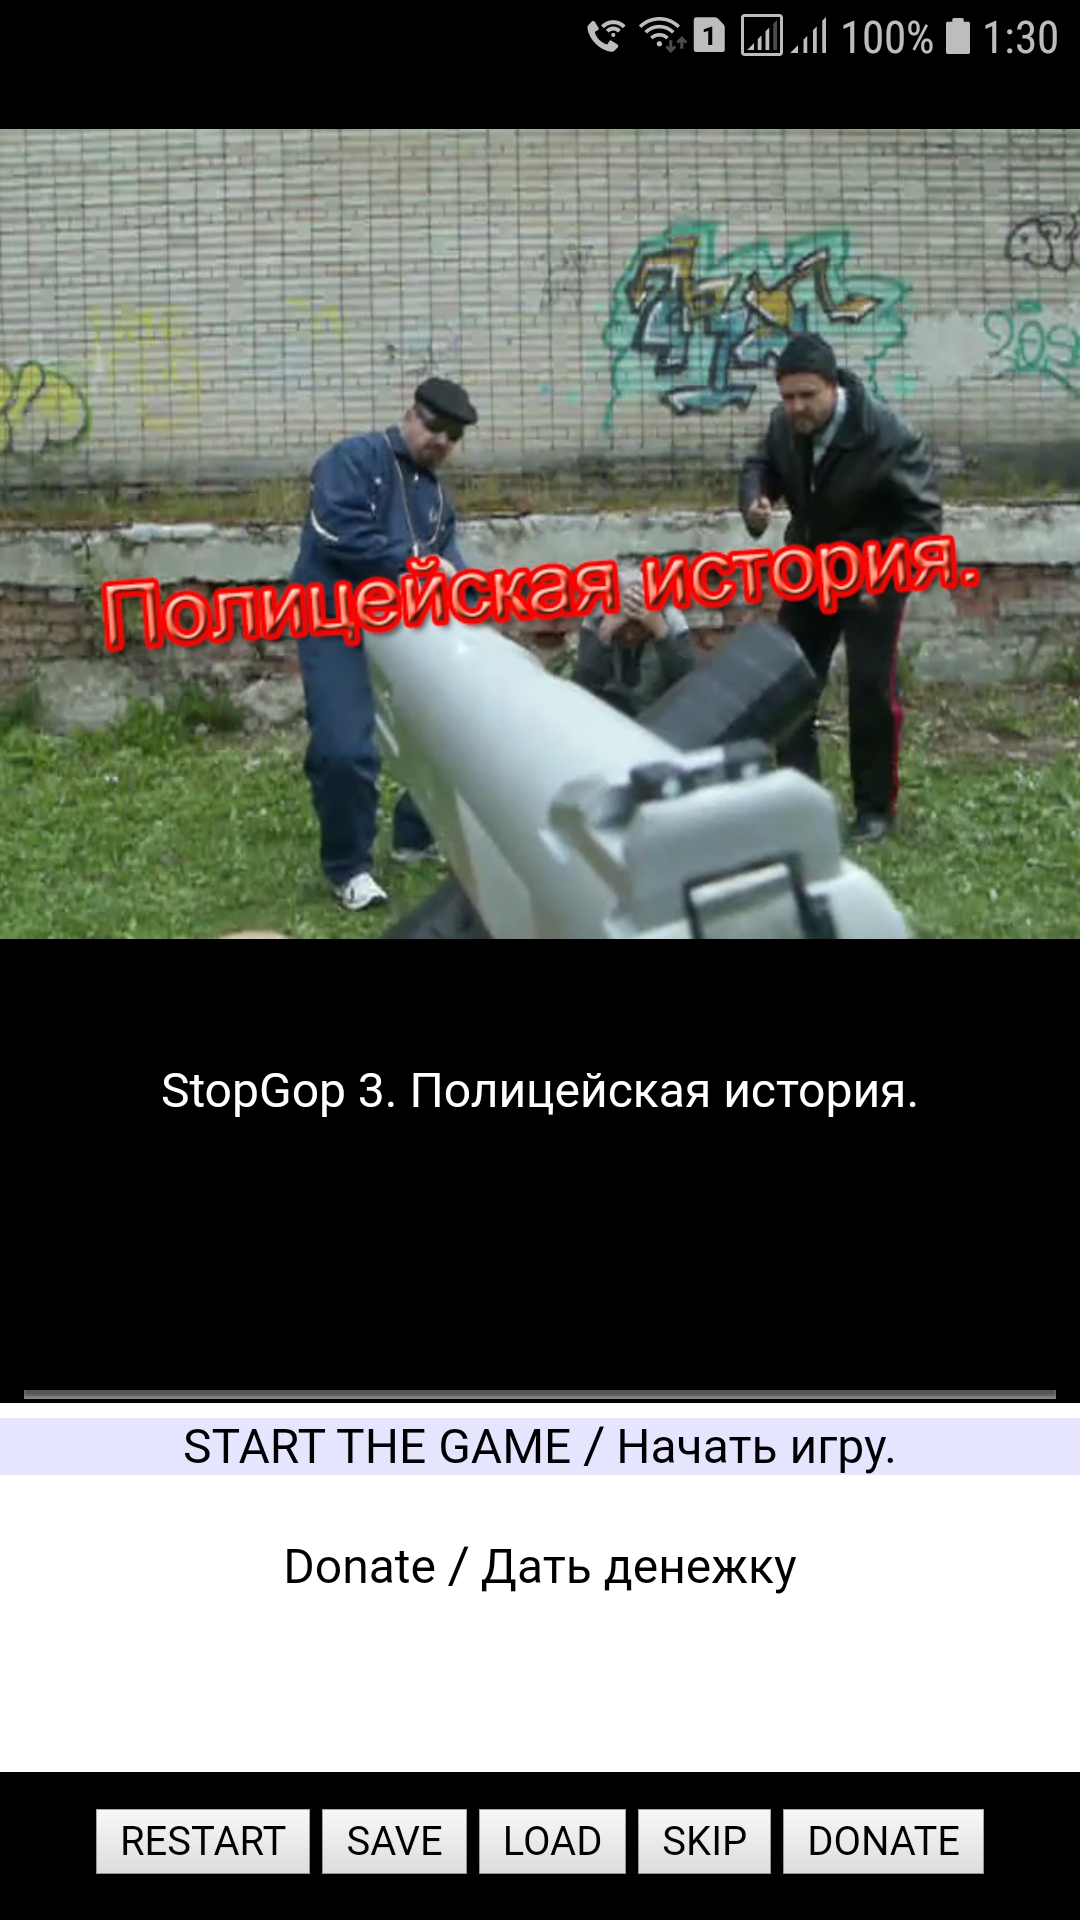 1 100% 1:30
Полицейская история.
StopGop 3. Полицейская история.
START THE GAME / Начать игру.
Donate / Дать денежку
RESTART SAVE LOAD SKIP DONATE